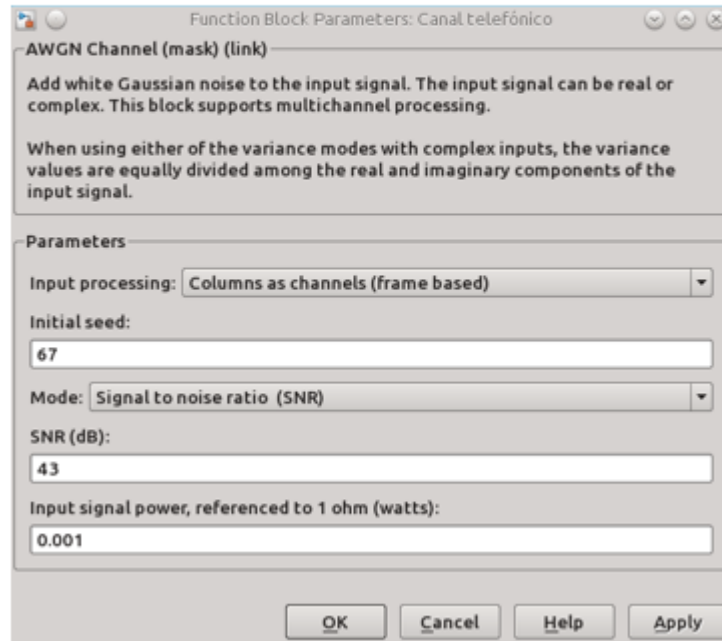 Function Block Parameters: Canal telefónico
AWGN Channel (mask) (link)
Add white Gaussian noise to the input signal. The input signal can be real or
complex. This block supports multichannel processing.
When using either of the variance modes with complex inputs, the variance
values are equally divided among the real and imaginary components of the
input signal.
Parameters
Input processing: Columns as channels (frame based)
Initial seed:
67
Mode: Signal to noise ratio (SNR)
SNR (dB):
43
Input signal power, referenced to 1 ohm (watts):
0.001
OK Cancel Help Apply